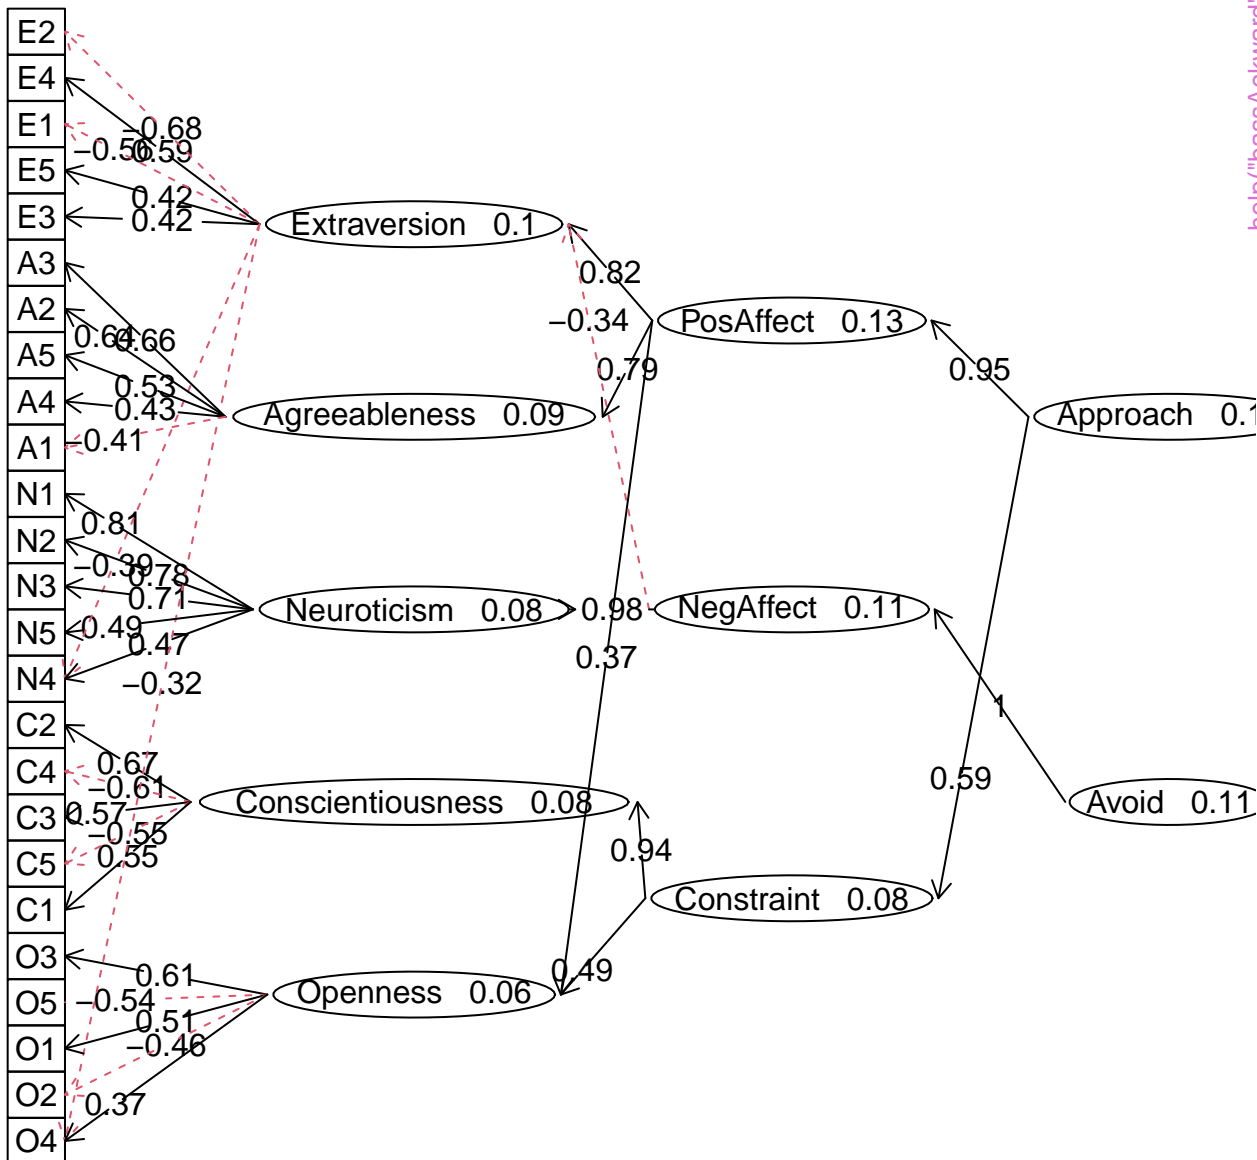 E2
E4
E1
E5
E3
A3
A2
A5
A4
A1
N1
N2
N3
N5
N4
C2
C4
C3
C5
C1
O3
O5
O1
O2
O4
−0.68
−0.56
0.59
0.42
0.42
0.64
0.66
0.53
0.43
−0.41
0.81
−0.39
0.78
0.71
0.49
0.47
−0.32
0.67
−0.61
0.57
−0.55
0.55
0.61
−0.54
0.51
−0.46
0.37
Extraversion 0.1
Agreeableness 0.09
Neuroticism 0.08
Conscientiousness 0.08
Openness 0.06
0.82
−0.34
0.79
0.98
0.37
0.94
0.49
PosAffect 0.13
NegAffect 0.11
Constraint 0.08
0.95
1
0.59
Approach 0.1
Avoid 0.11